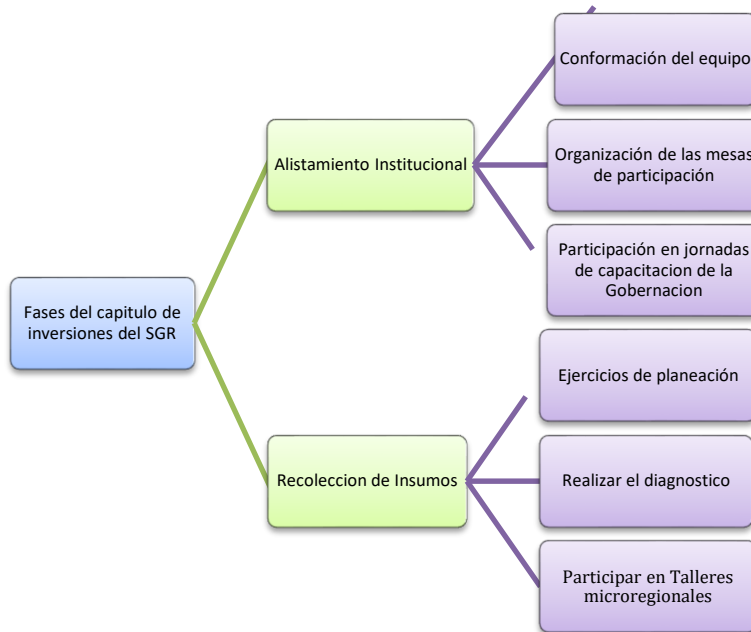 Fases del capitulo de
inversiones del SGR
Alistamiento Institucional
Conformación del equipo
Organización de las mesas
de participación
Participación en jornadas
de capacitacion de la
Gobernacion
Recoleccion de Insumos
Ejercicios de planeación
Realizar el diagnostico
Participar en Talleres
microregionales